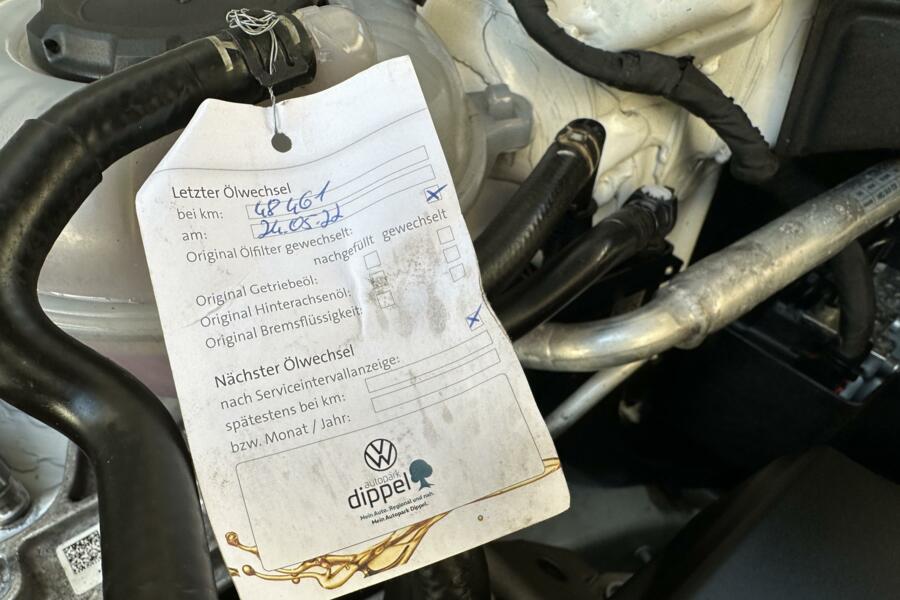 Letzter Ölwechsel
bei km: 48 461
am: 24.05.22
Original Ölfilter gewechselt:
nachgefüllt gewechselt
Original Getriebeöl:
Original Hinterachsenöl:
Original Bremsflüssigkeit:
Nächster Ölwechsel
nach Serviceintervallanzeige:
spätestens bei km:
bzw. Monat / Jahr:
autopark
dippel
Mein Auto. Regional und nah.
Mein Autopark Dippel.